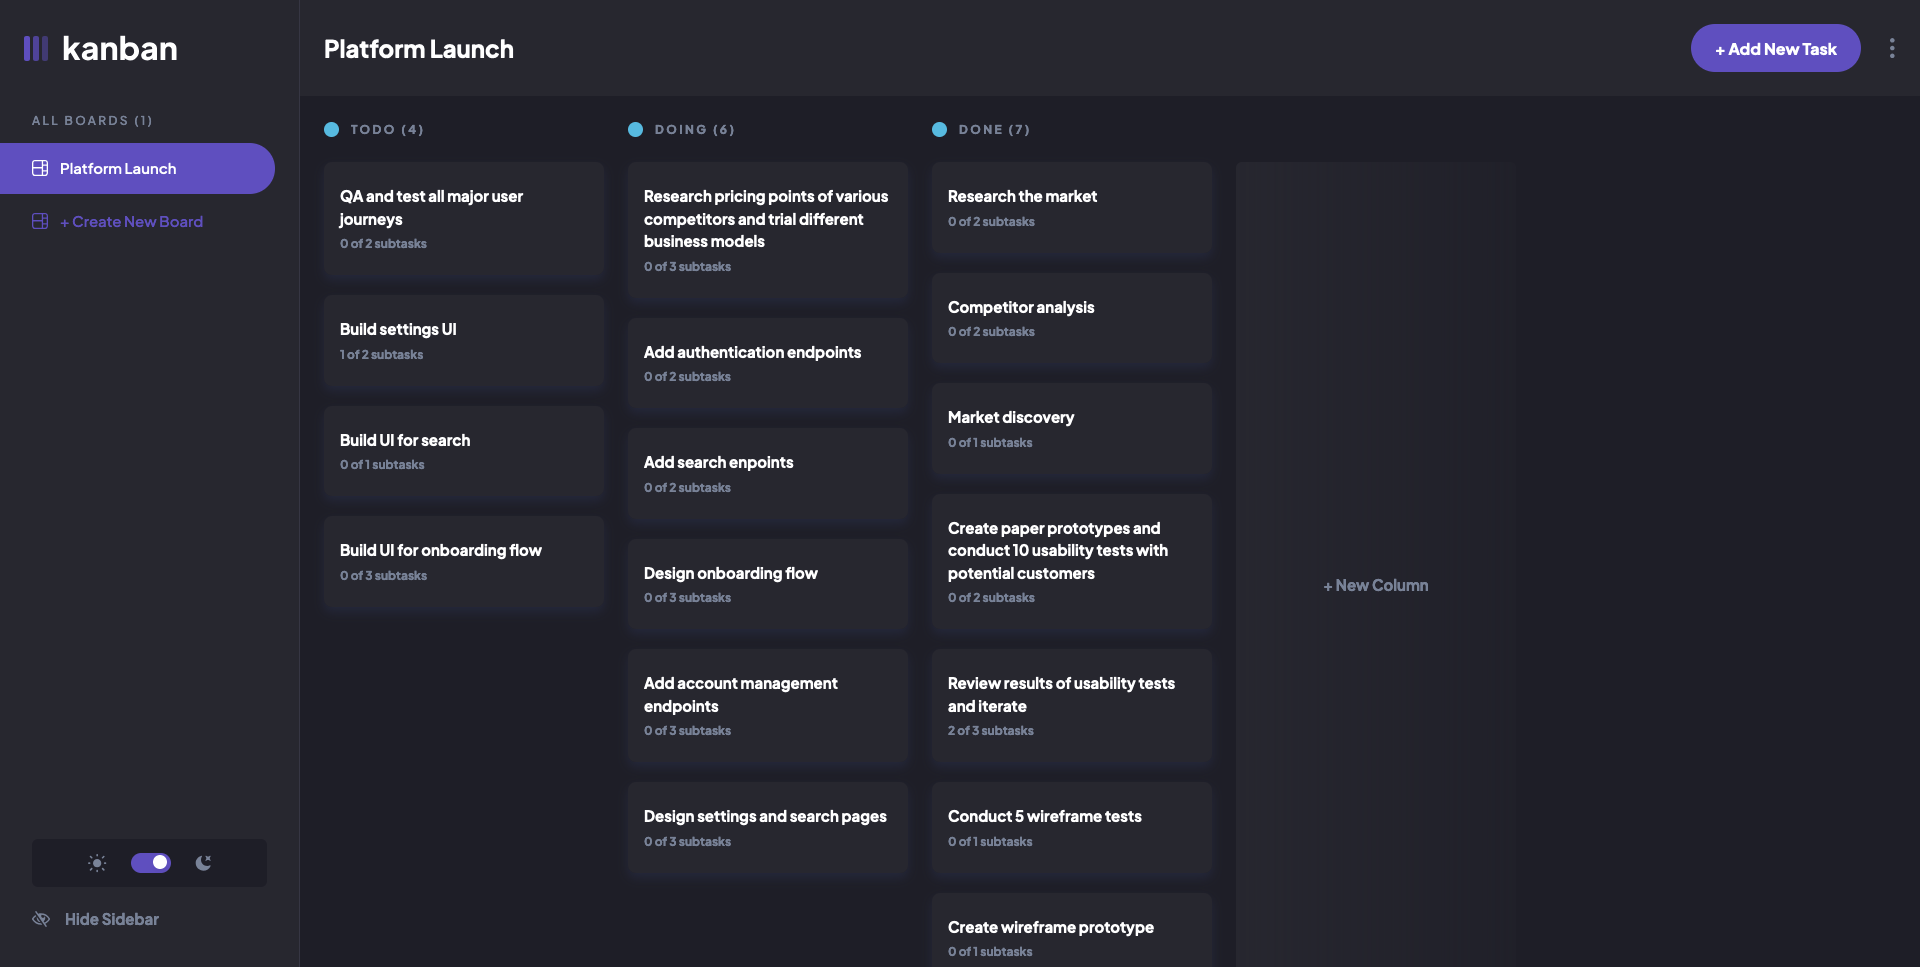 kanban
ALL BOARDS (1)
Platform Launch
+ Create New Board
Hide Sidebar
Platform Launch
+ Add New Task
TODO (4)
QA and test all major user
journeys
0 of 2 subtasks
Build settings UI
1 of 2 subtasks
Build UI for search
0 of 1 subtasks
Build UI for onboarding flow
0 of 3 subtasks
DOING (6)
Research pricing points of various
competitors and trial different
business models
0 of 3 subtasks
Add authentication endpoints
0 of 2 subtasks
Add search enpoints
0 of 2 subtasks
Design onboarding flow
0 of 3 subtasks
Add account management
endpoints
0 of 3 subtasks
Design settings and search pages
0 of 3 subtasks
DONE (7)
Research the market
0 of 2 subtasks
Competitor analysis
0 of 2 subtasks
Market discovery
0 of 1 subtasks
Create paper prototypes and
conduct 10 usability tests with
potential customers
0 of 2 subtasks
Review results of usability tests
and iterate
2 of 3 subtasks
Conduct 5 wireframe tests
0 of 1 subtasks
Create wireframe prototype
0 of 1 subtasks
+ New Column